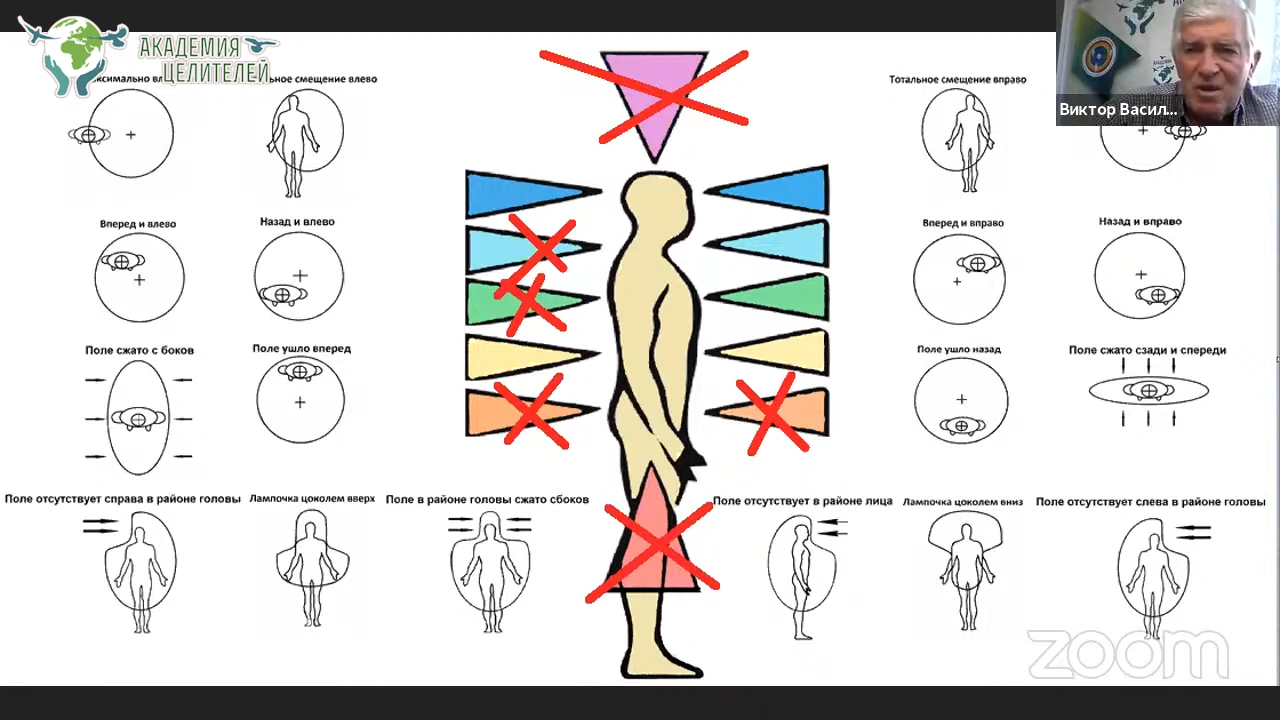 АКАДЕМИЯ
ЦЕЛИТЕЛЕЙ
Виктор Васил...
Тотальное смещение вправо
смещение влево
Вперед и влево
Назад и влево
Вперед и вправо
Назад и вправо
Поле сжато с боков
Поле ушло вперед
Поле ушло назад
Поле сжато сзади и спереди
Поле отсутствует справа в районе головы
Лампочка цоколем вверх
Поле в районе головы сжато сбоков
Поле отсутствует в районе лица
Лампочка цоколем вниз
Поле отсутствует слева в районе головы
zoom